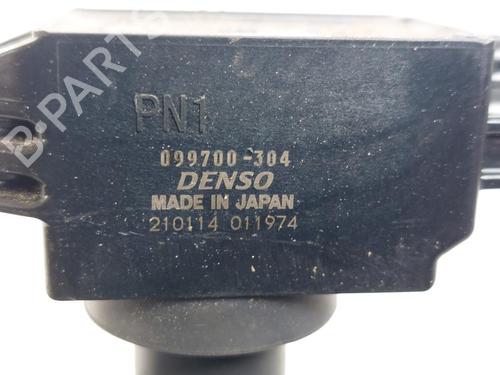 B-PARTS
PN1
099700-304
DENSO
MADE IN JAPAN
210114 011974